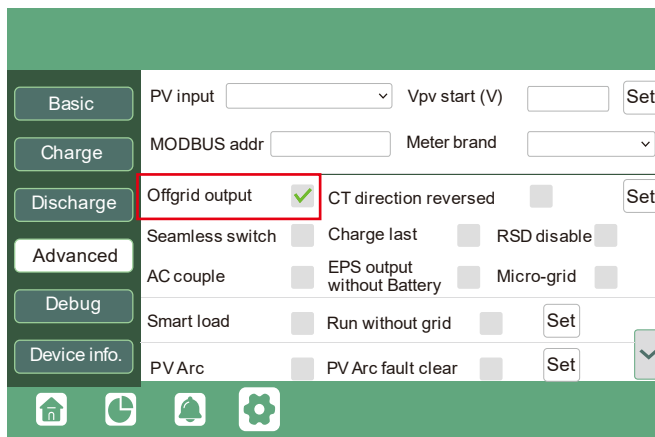 Basic
Charge
Discharge
Advanced
Debug
Device info.
PV input Vpv start (V) Set
MODBUS addr Meter brand
Offgrid output CT direction reversed Set
Seamless switch Charge last RSD disable
AC couple EPS output without Battery Micro-grid
Smart load Run without grid Set
PV Arc PV Arc fault clear Set